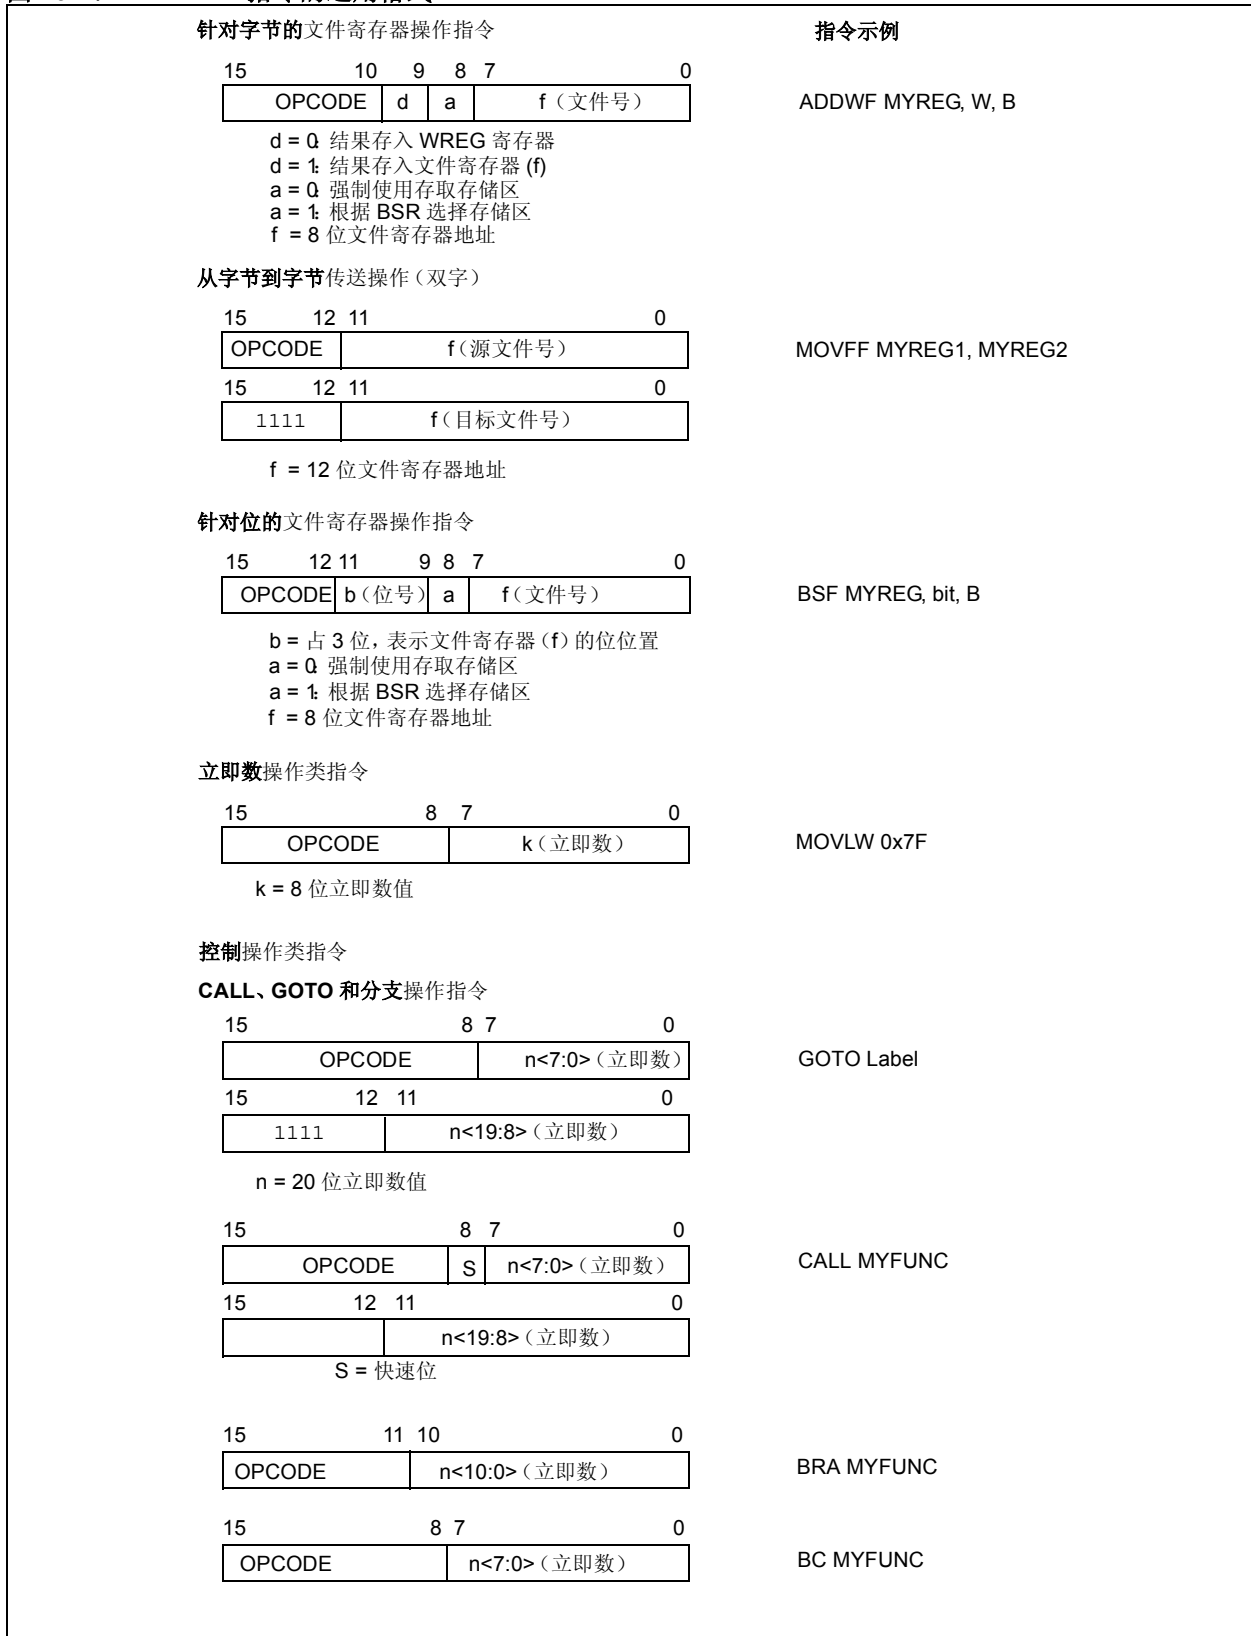 针对字节的文件寄存器操作指令 指令示例
15 10 9 8 7 0
OPCODE d a f（文件号） ADDWF MYREG, W, B
d = 0: 结果存入 WREG 寄存器
d = 1: 结果存入文件寄存器 (f)
a = 0: 强制使用存取存储区
a = 1: 根据 BSR 选择存储区
f = 8 位文件寄存器地址
从字节到字节传送操作（双字）
15 12 11 0
OPCODE f（源文件号） MOVFF MYREG1, MYREG2
15 12 11 0
1111 f（目标文件号）
f = 12 位文件寄存器地址
针对位的文件寄存器操作指令
15 12 11 9 8 7 0
OPCODE b（位号） a f（文件号） BSF MYREG, bit, B
b = 占 3 位，表示文件寄存器（f）的位位置
a = 0: 强制使用存取存储区
a = 1: 根据 BSR 选择存储区
f = 8 位文件寄存器地址
立即数操作类指令
15 8 7 0
OPCODE k（立即数） MOVLW 0x7F
k = 8 位立即数值
控制操作类指令
CALL、GOTO 和分支操作指令
15 8 7 0
OPCODE n<7:0>（立即数） GOTO Label
15 12 11 0
1111 n<19:8>（立即数）
n = 20 位立即数值
15 8 7 0
OPCODE S n<7:0>（立即数） CALL MYFUNC
15 12 11 0
n<19:8>（立即数）
S = 快速位
15 11 10 0
OPCODE n<10:0>（立即数） BRA MYFUNC
15 8 7 0
OPCODE n<7:0>（立即数） BC MYFUNC